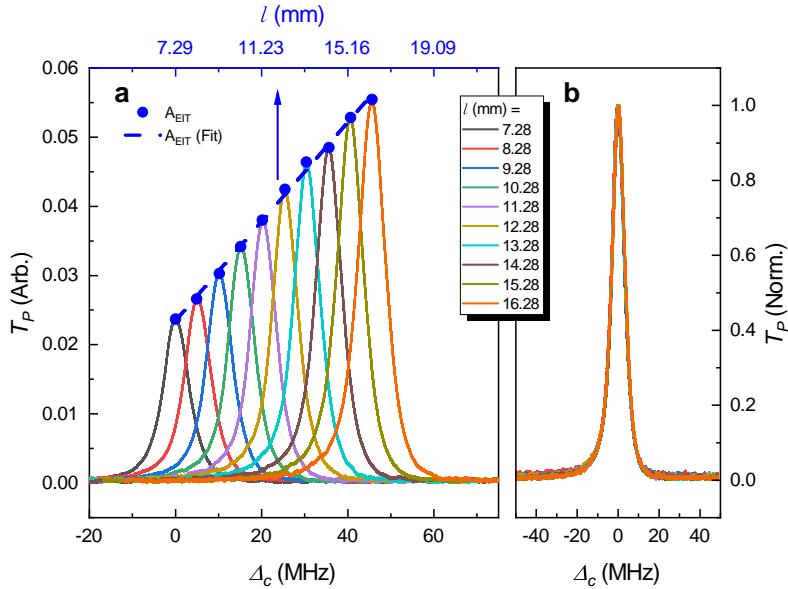 l (mm)
7.29 11.23 15.16 19.09
a
b
A_EIT
A_EIT (Fit)
l (mm) =
7.28
8.28
9.28
10.28
11.28
12.28
13.28
14.28
15.28
16.28
0.06
0.05
0.04
0.03
0.02
0.01
0.00
T_P (Arb.)
-20 0 20 40 60
Δ_c (MHz)
1.0
0.8
0.6
0.4
0.2
0.0
T_P (Norm.)
-40 -20 0 20 40
Δ_c (MHz)